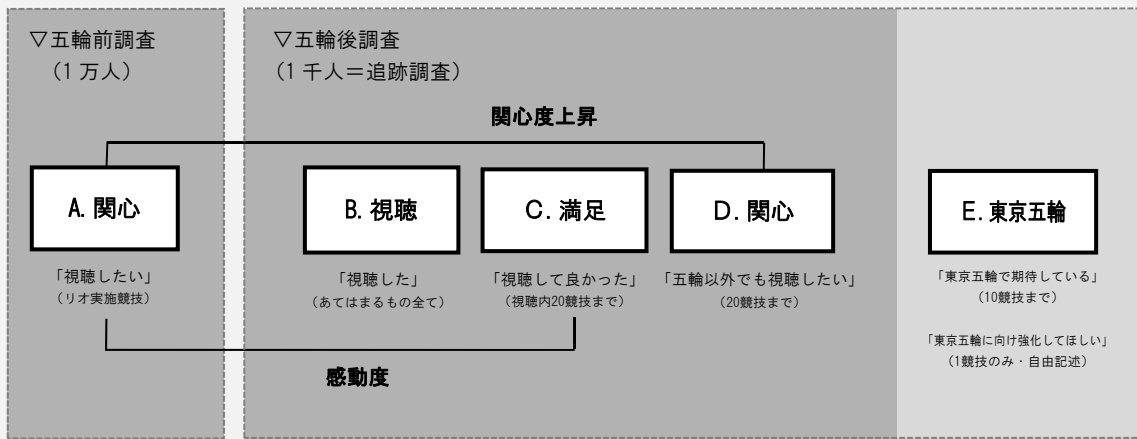 ▽五輪前調査
（1万人）
▽五輪後調査
（1千人＝追跡調査）
関心度上昇
A. 関心
B. 視聴
C. 満足
D. 関心
E. 東京五輪
「視聴したい」
（リオ実施競技）
「視聴した」
（あてはまるもの全て）
「視聴して良かった」
（視聴内20競技まで）
「五輪以外でも視聴したい」
（20競技まで）
「東京五輪で期待している」
（10競技まで）
「東京五輪に向け強化してほしい」
（1競技のみ・自由記述）
感動度